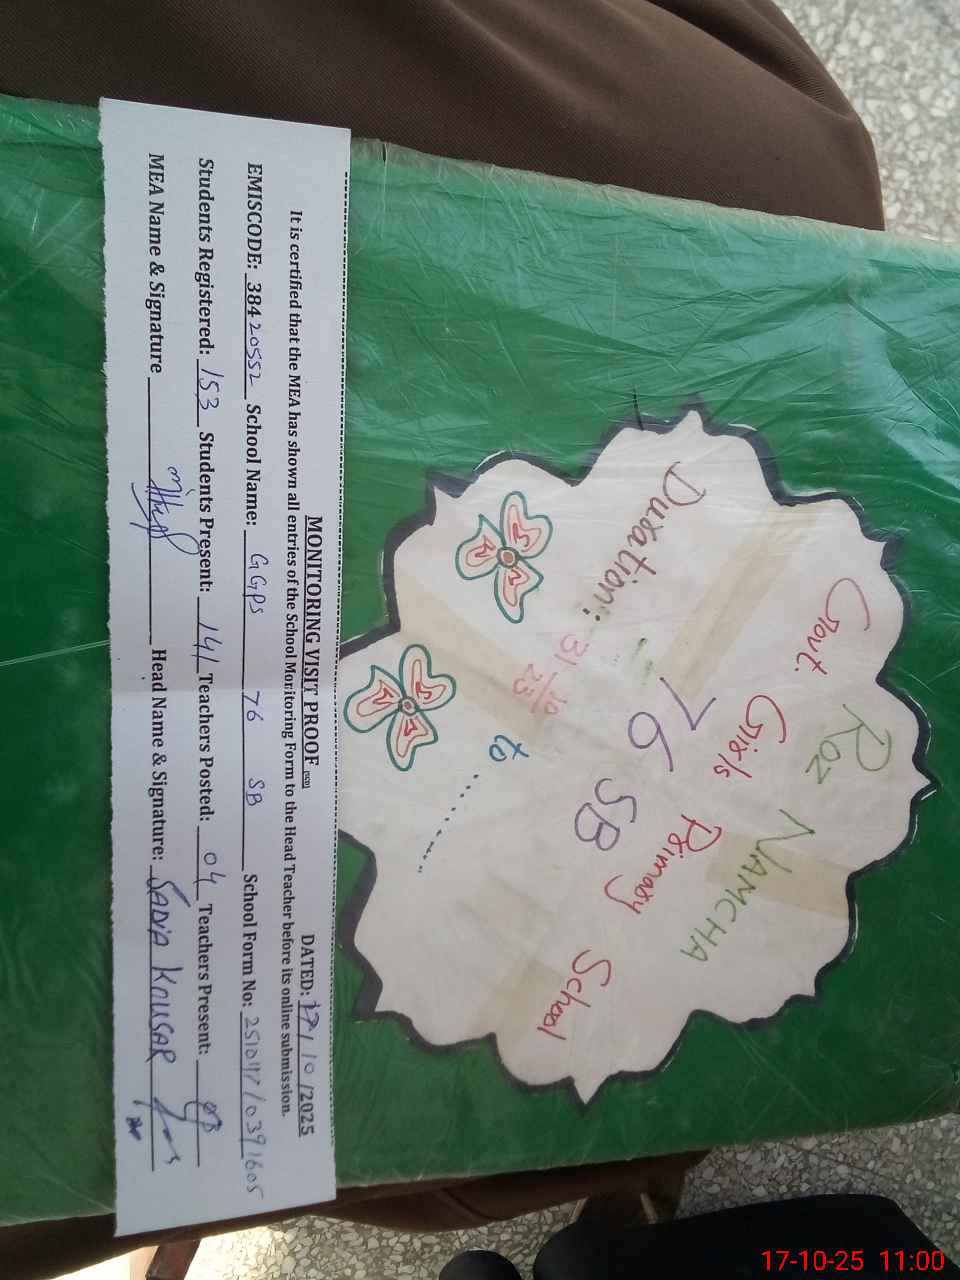 Roz NAMCHA
Govt. Girls Primary School
76 SB
Duration: 31 10/23 to ........
MONITORING VISIT PROOF
DATED: 17/10/2025
It is certified that the MEA has shown all entries of the School Monitoring Form to the Head Teacher before its online submission.
EMISCODE: 38420552 School Name: GGPS 76 SB School Form No:
Students Registered: 153 Students Present: 141 Teachers Posted: 04 Teachers Present:
MEA Name & Signature Head Name & Signature: SADIA KAUSAR
17-10-25 11:00